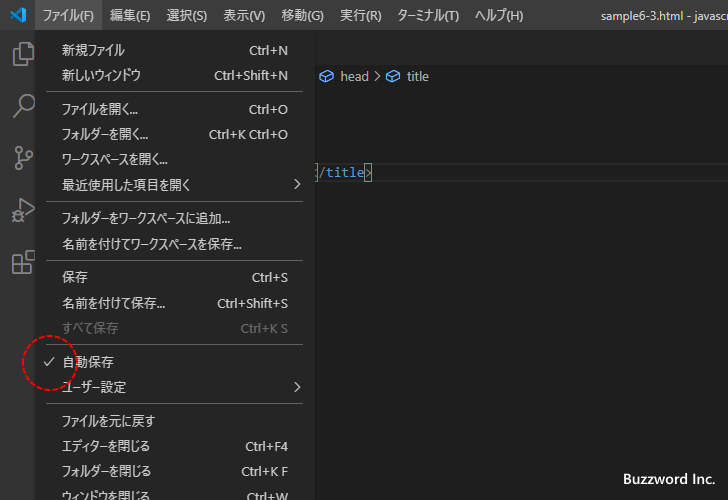 ファイル(F) 編集(E) 選択(S) 表示(V) 移動(G) 実行(R) ターミナル(T) ヘルプ(H) sample6-3.html - javasc
新規ファイル Ctrl+N
新しいウィンドウ Ctrl+Shift+N
head > title
ファイルを開く... Ctrl+O
フォルダーを開く... Ctrl+K Ctrl+O
ワークスペースを開く...
最近使用した項目を開く
/title>
フォルダーをワークスペースに追加...
名前を付けてワークスペースを保存...
保存 Ctrl+S
名前を付けて保存... Ctrl+Shift+S
すべて保存 Ctrl+K S
自動保存
ユーザー設定
ファイルを元に戻す
エディターを閉じる Ctrl+F4
フォルダーを閉じる Ctrl+K F
ウィンドウを閉じる Ctrl+W
Buzzword Inc.